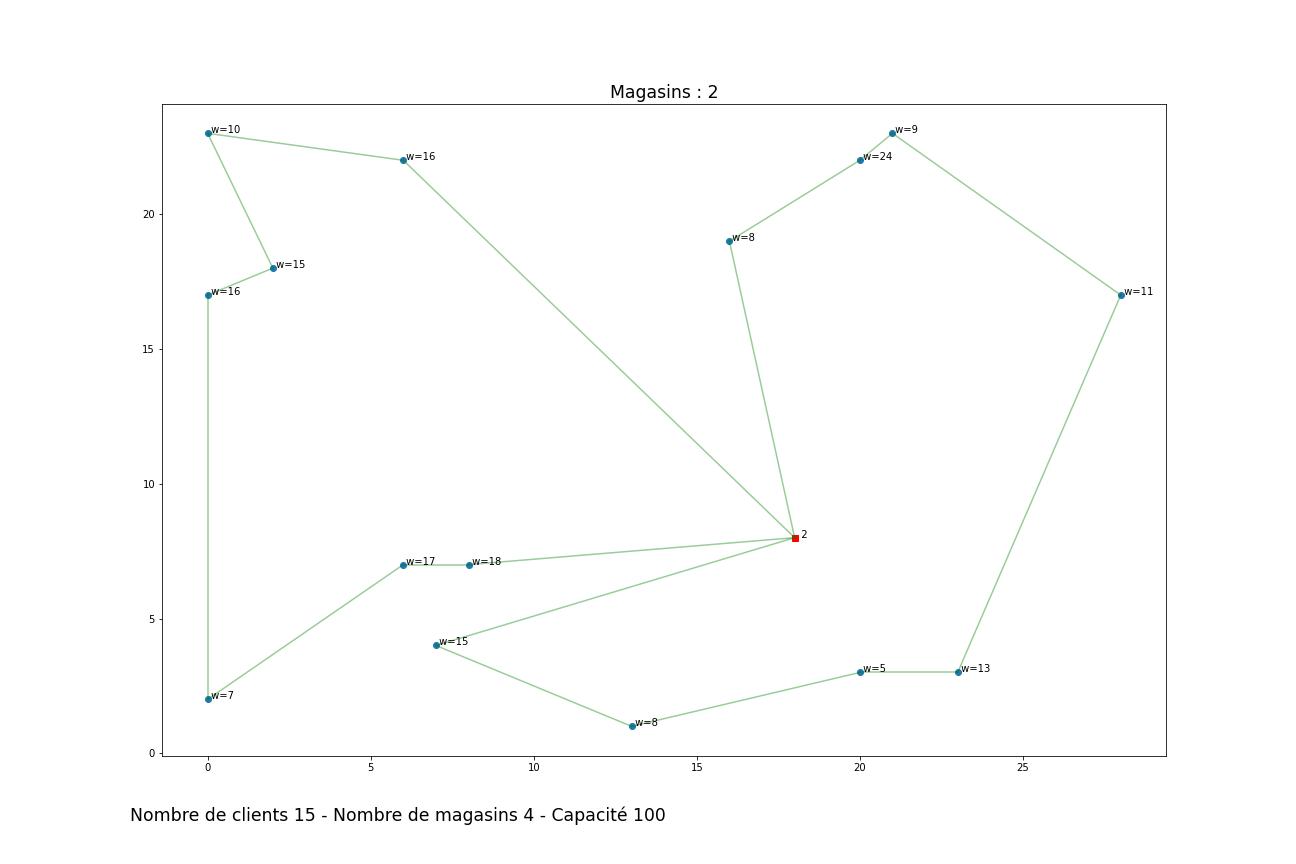 Magasins : 2
w=10
w=9
w=16
w=24
20
w=8
w=15
w=16
w=11
15
10
2
w=17
w=18
5
w=15
w=5
w=13
w=7
w=8
0
0
5
10
15
20
25
Nombre de clients 15 - Nombre de magasins 4 - Capacité 100